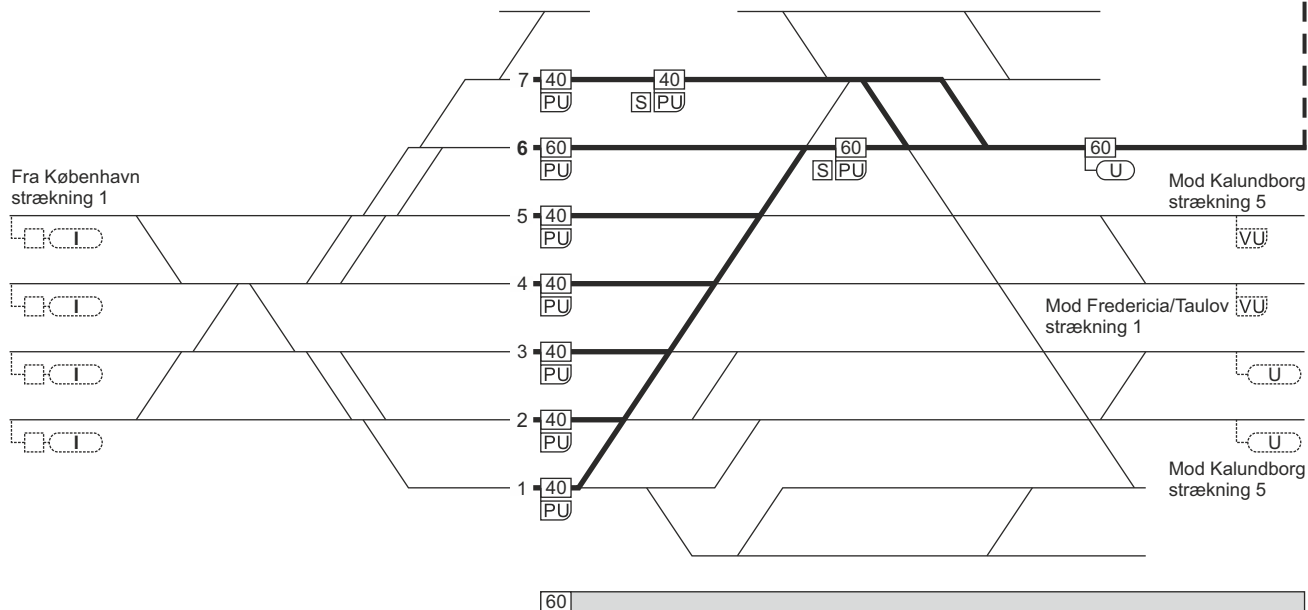 7 40 40
PU S PU
6 60 60 60
PU S PU U
Fra København
strækning 1
Mod Kalundborg
strækning 5
5 40
I PU VU
4 40
I PU VU
Mod Fredericia/Taulov
strækning 1
3 40
I PU U
2 40
I PU U
Mod Kalundborg
strækning 5
1 40
PU
60